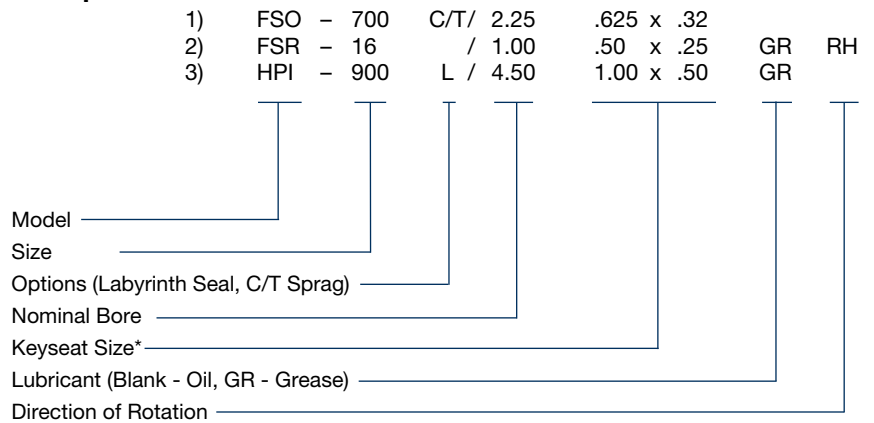 1) FSO – 700 C/T/ 2.25 .625 x .32
2) FSR – 16 / 1.00 .50 x .25 GR RH
3) HPI – 900 L / 4.50 1.00 x .50 GR
Model
Size
Options (Labyrinth Seal, C/T Sprag)
Nominal Bore
Keyseat Size*
Lubricant (Blank - Oil, GR - Grease)
Direction of Rotation